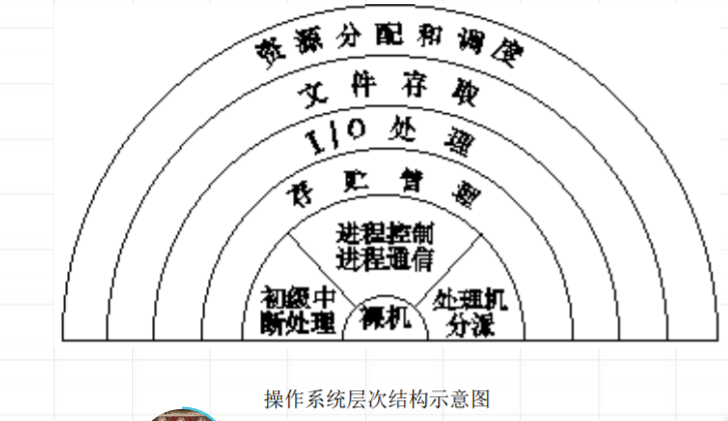 资源分配和调度
文件存取
I/O处理
存贮管理
进程控制
进程通信
初级中
断处理
裸机
处理机
分派
操作系统层次结构示意图